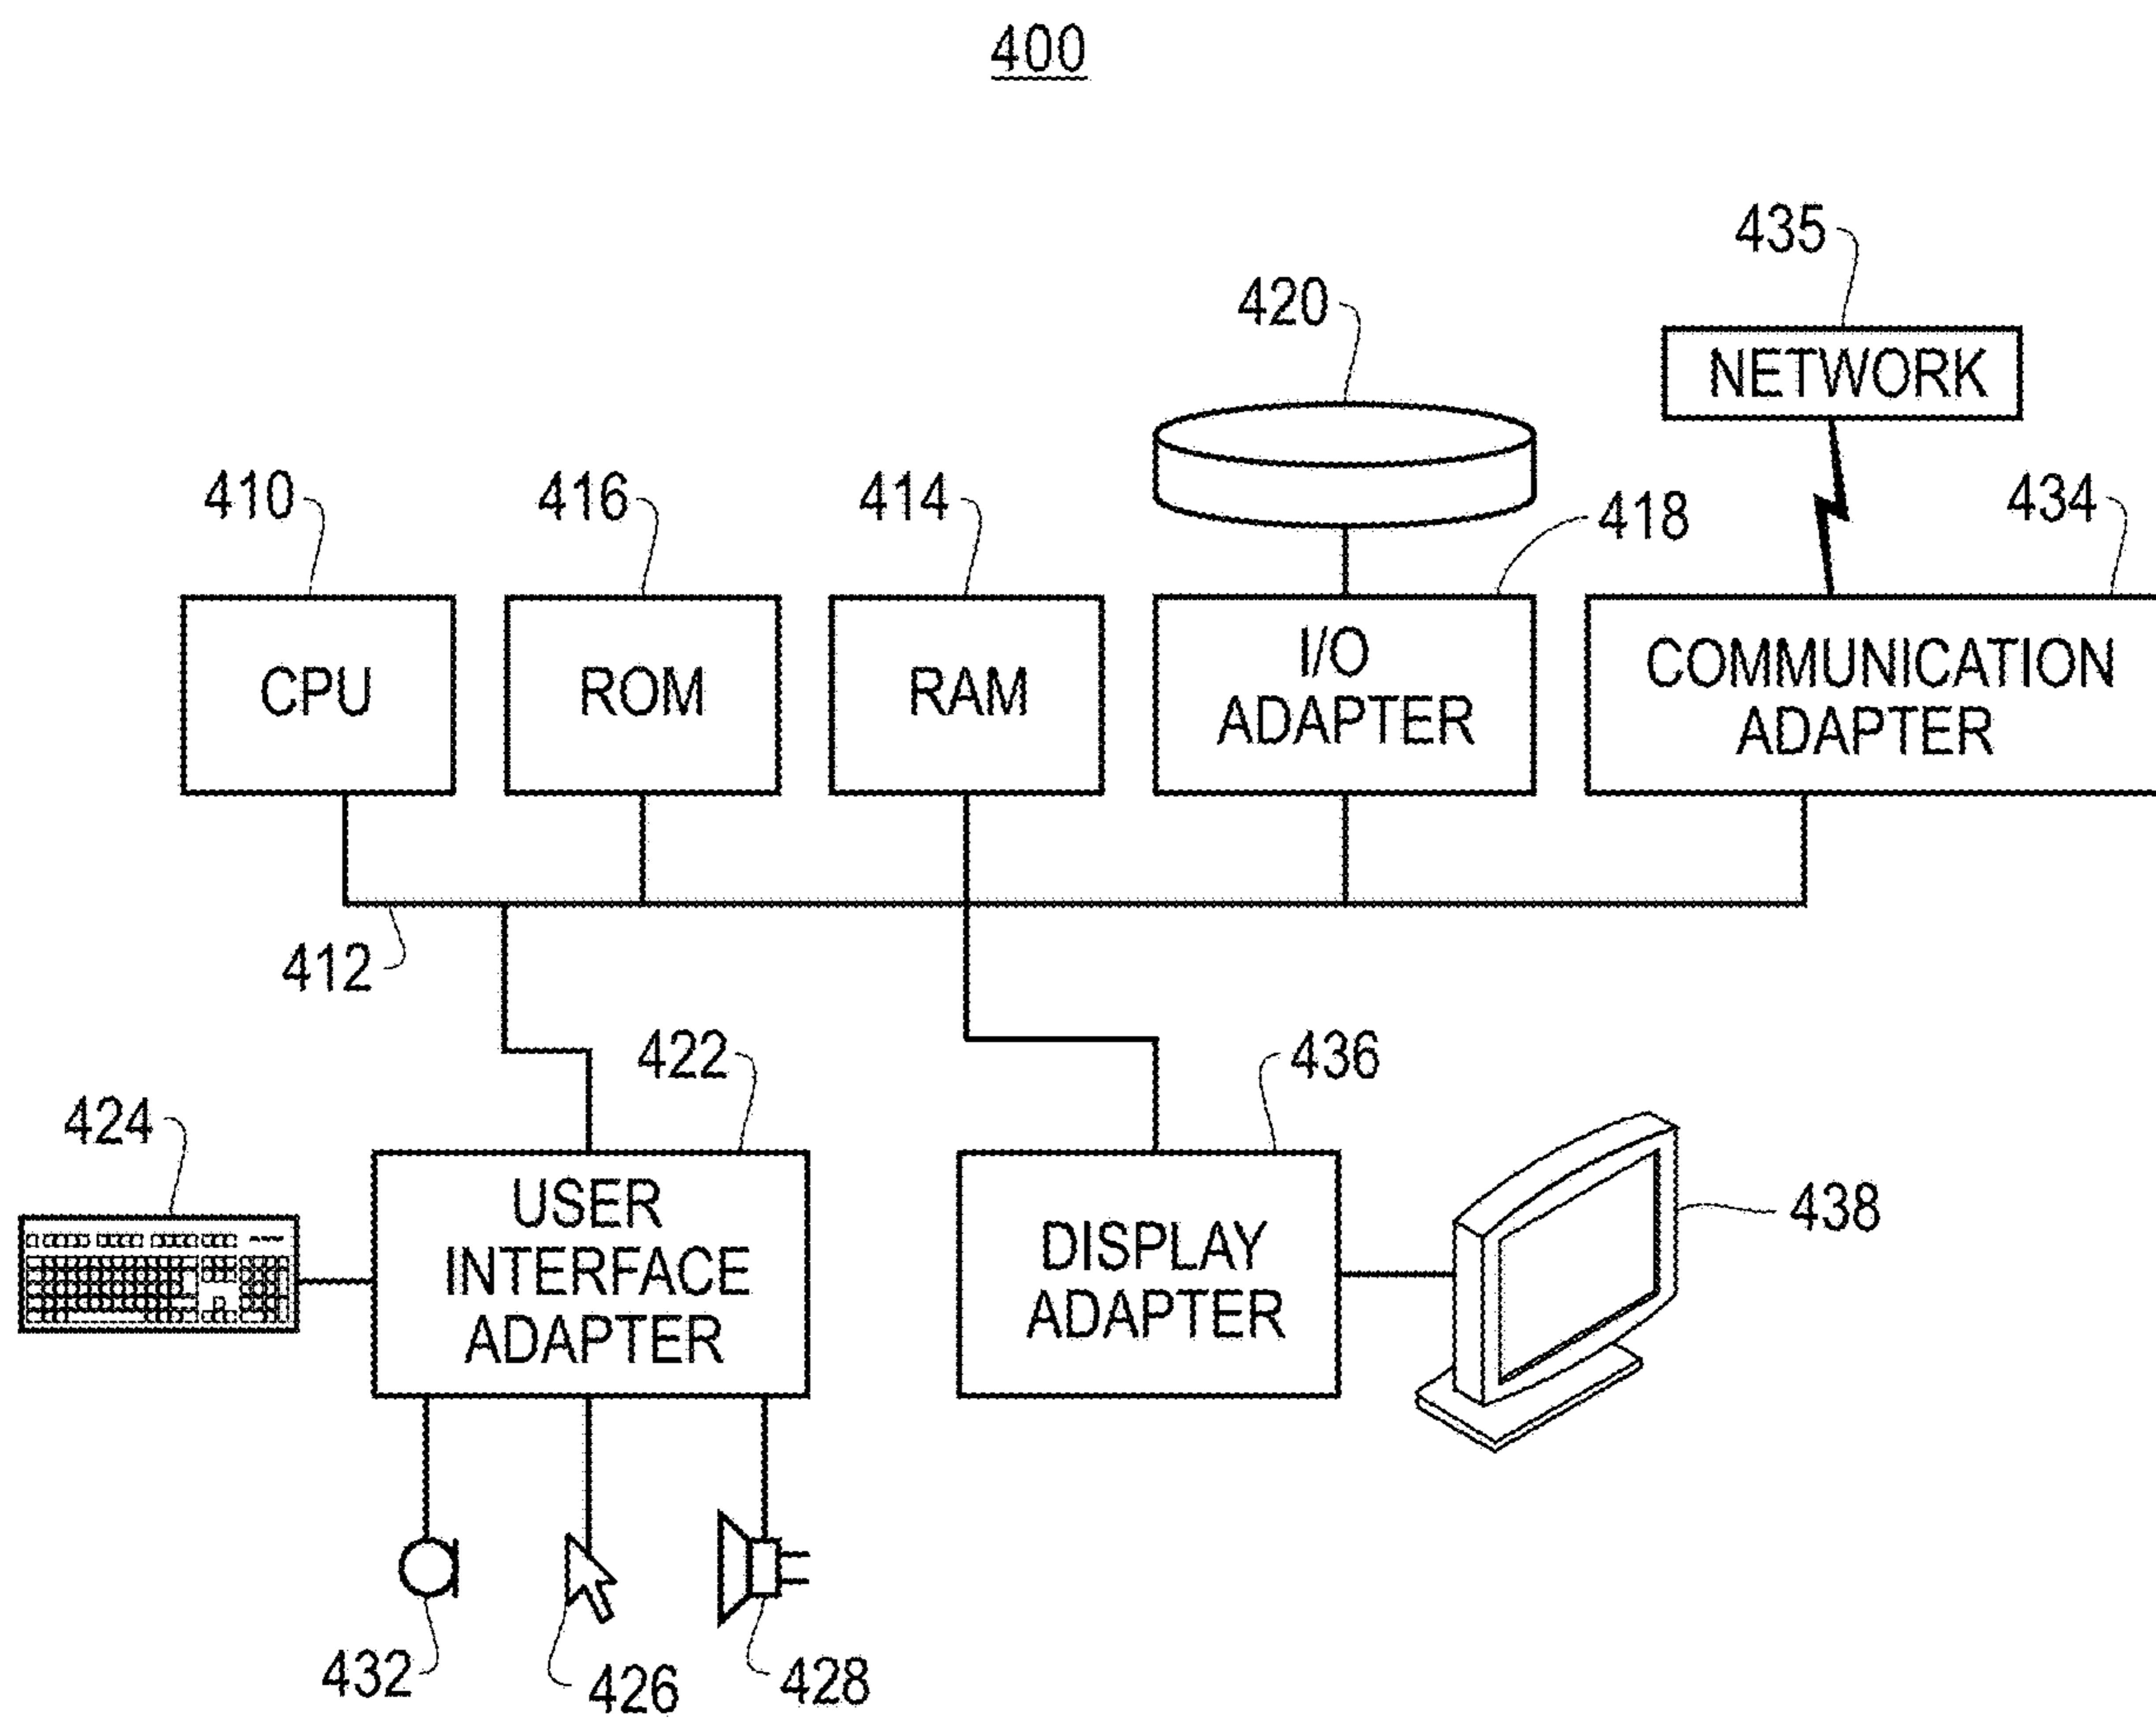 400
435
NETWORK
420
410
416
414
418
434
CPU
ROM
RAM
I/O
ADAPTER
COMMUNICATION
ADAPTER
412
422
436
424
USER
INTERFACE
ADAPTER
DISPLAY
ADAPTER
438
432
426
428